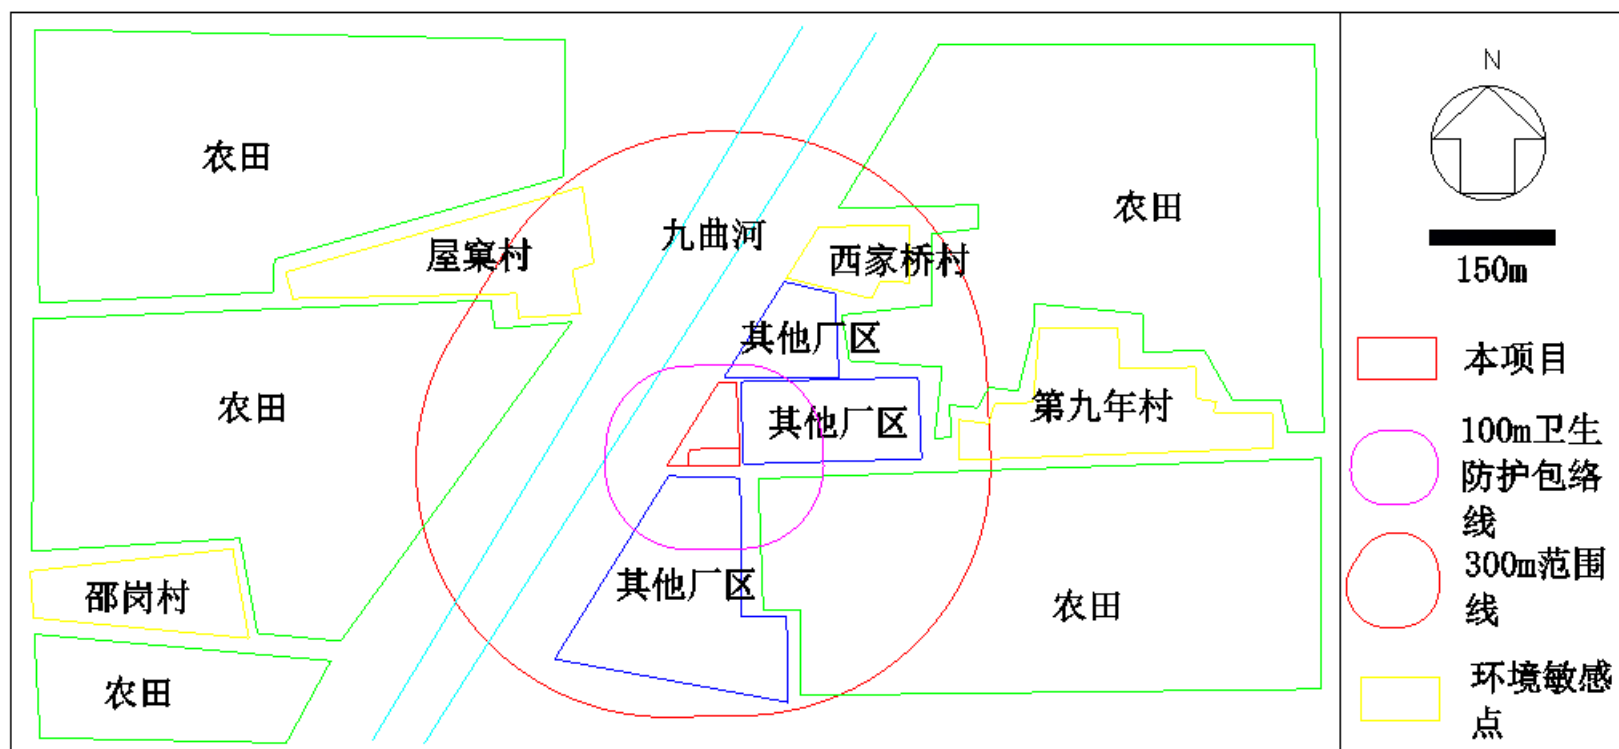 农田
屋窠村
九曲河
西家桥村
农田
其他厂区
农田
其他厂区
第九年村
邵岗村
其他厂区
农田
农田
N
150m
本项目
100m卫生
防护包络
线
300m范围
线
环境敏感
点